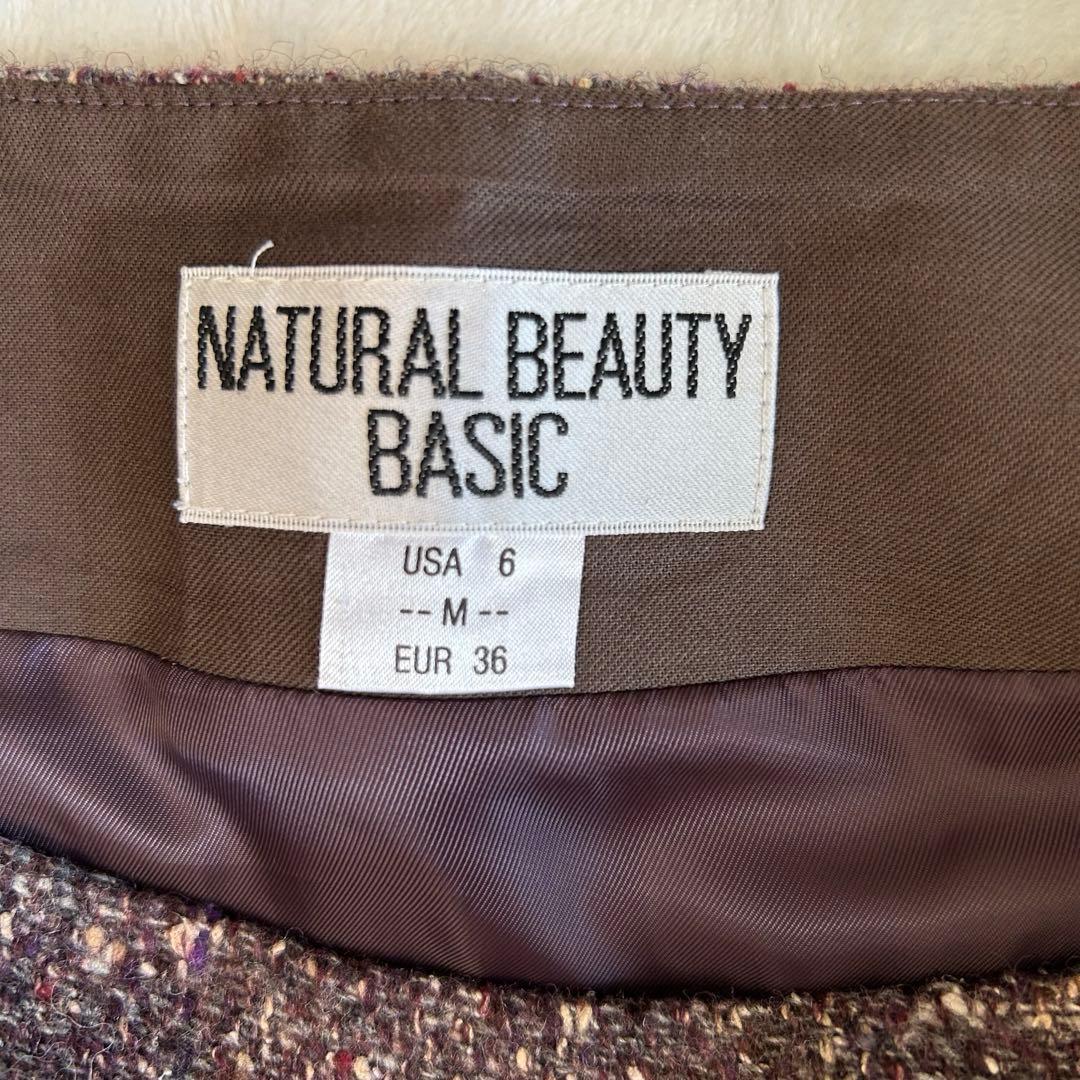 NATURAL BEAUTY
BASIC
USA 6
-- M --
EUR 36